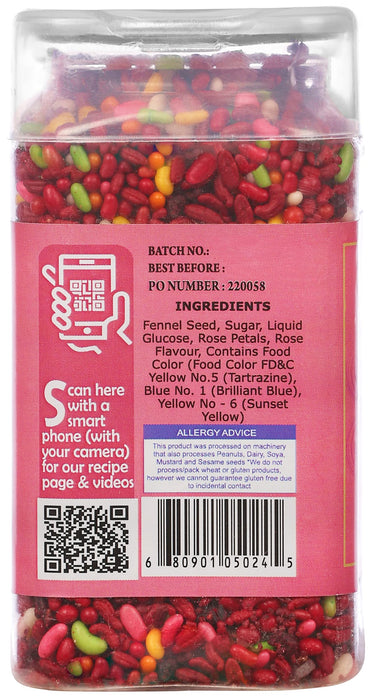 BATCH NO.:
BEST BEFORE :
PO NUMBER : 220058
INGREDIENTS
Fennel Seed, Sugar, Liquid
Glucose, Rose Petals, Rose
Flavour, Contains Food
Color (Food Color FD&C
Yellow No.5 (Tartrazine),
Blue No. 1 (Brilliant Blue),
Yellow No - 6 (Sunset
Yellow)
Scan here
with a
smart
phone (with
your camera)
for our recipe
page & videos
ALLERGY ADVICE
This product was processed on machinery
that also processes Peanuts, Dairy, Soya,
Mustard and Sesame seeds *We do not
process/pack wheat or gluten products,
however we cannot guarantee gluten free due
to incidental contact
6 80901 05024 5